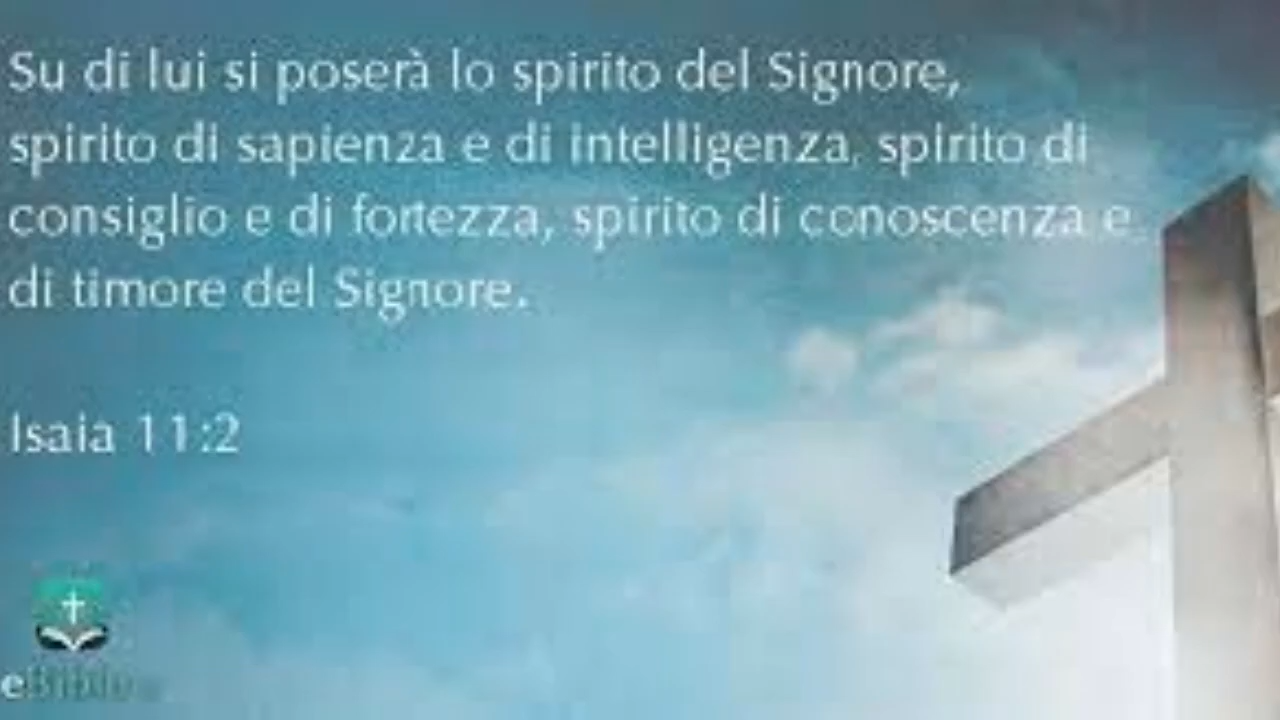 Su di lui si poserà lo spirito del Signore,
spirito di sapienza e di intelligenza, spirito di
consiglio e di fortezza, spirito di conoscenza e
di timore del Signore.
Isaia 11:2
eBible